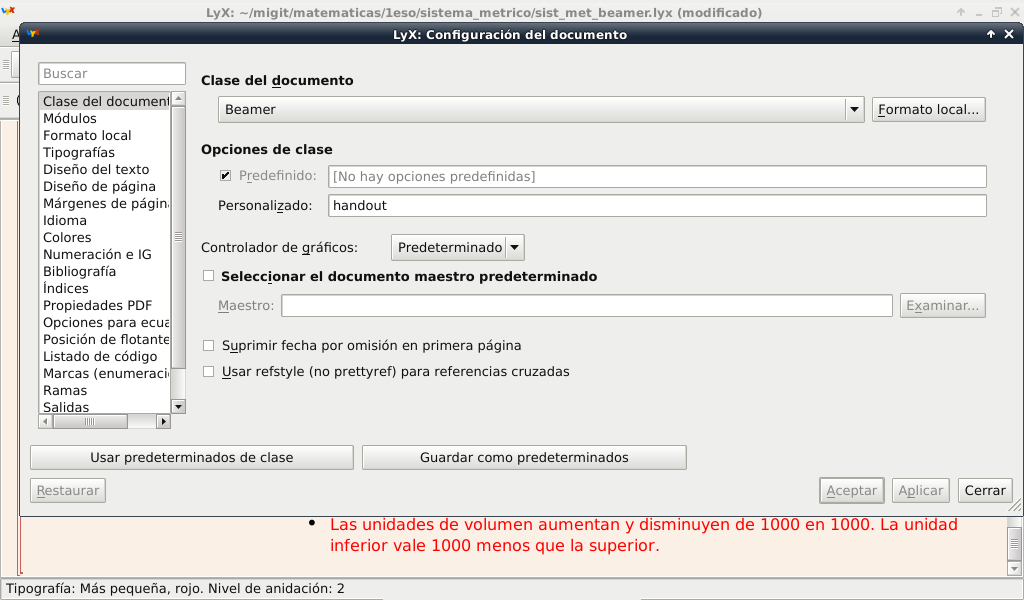 LyX: ~/migit/matematicas/1eso/sistema_metrico/sist_met_beamer.lyx (modificado)
LyX: Configuración del documento
Buscar
Clase del document
Módulos
Formato local
Tipografías
Diseño del texto
Diseño de página
Márgenes de págin
Idioma
Colores
Numeración e IG
Bibliografía
Índices
Propiedades PDF
Opciones para ecua
Posición de flotante
Listado de código
Marcas (enumeraci
Ramas
Salidas
Clase del documento
Beamer
Formato local...
Opciones de clase
Predefinido: [No hay opciones predefinidas]
Personalizado: handout
Controlador de gráficos: Predeterminado
Seleccionar el documento maestro predeterminado
Maestro: Examinar...
Suprimir fecha por omisión en primera página
Usar refstyle (no prettyref) para referencias cruzadas
Usar predeterminados de clase Guardar como predeterminados
Restaurar Aceptar Aplicar Cerrar
• Las unidades de volumen aumentan y disminuyen de 1000 en 1000. La unidad
inferior vale 1000 menos que la superior.
Tipografía: Más pequeña, rojo. Nivel de anidación: 2